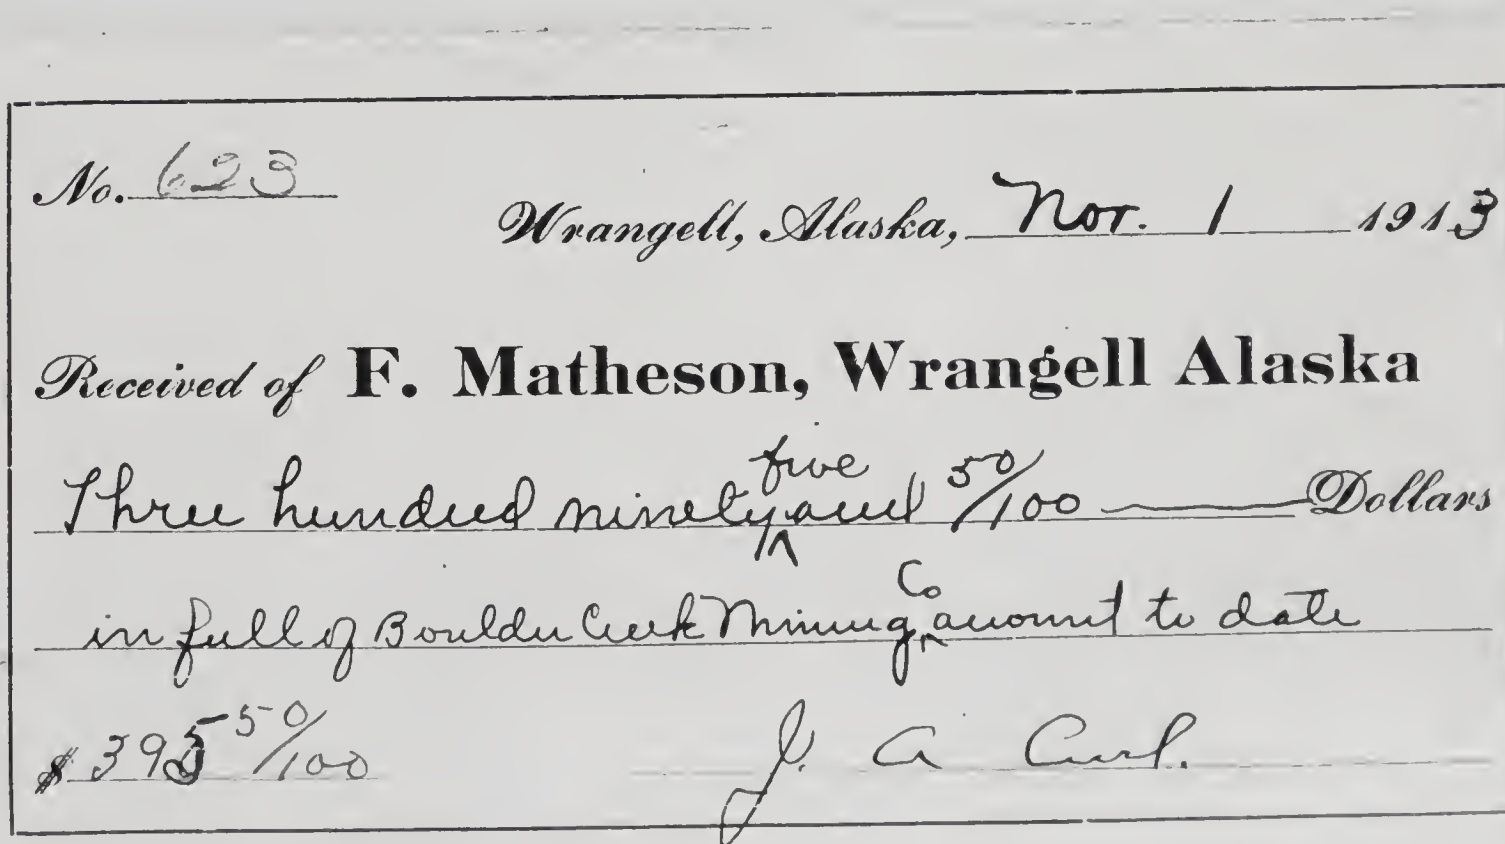 No. 623
Wrangell, Alaska, Nov. 1 1913
Received of F. Matheson, Wrangell Alaska
Three hundred ninety five and 50/100 Dollars
in full of Boulder Creek Mining Co account to date
$ 395 50/100 J. A.